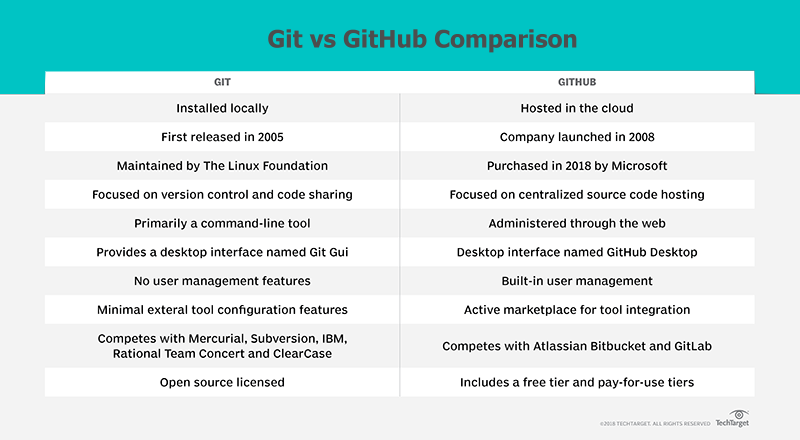 Git vs GitHub Comparison
GIT
GITHUB
Installed locally
Hosted in the cloud
First released in 2005
Company launched in 2008
Maintained by The Linux Foundation
Purchased in 2018 by Microsoft
Focused on version control and code sharing
Focused on centralized source code hosting
Primarily a command-line tool
Administered through the web
Provides a desktop interface named Git Gui
Desktop interface named GitHub Desktop
No user management features
Built-in user management
Minimal exteral tool configuration features
Active marketplace for tool integration
Competes with Mercurial, Subversion, IBM,
Rational Team Concert and ClearCase
Competes with Atlassian Bitbucket and GitLab
Open source licensed
Includes a free tier and pay-for-use tiers
©2018 TECHTARGET. ALL RIGHTS RESERVED
TechTarget